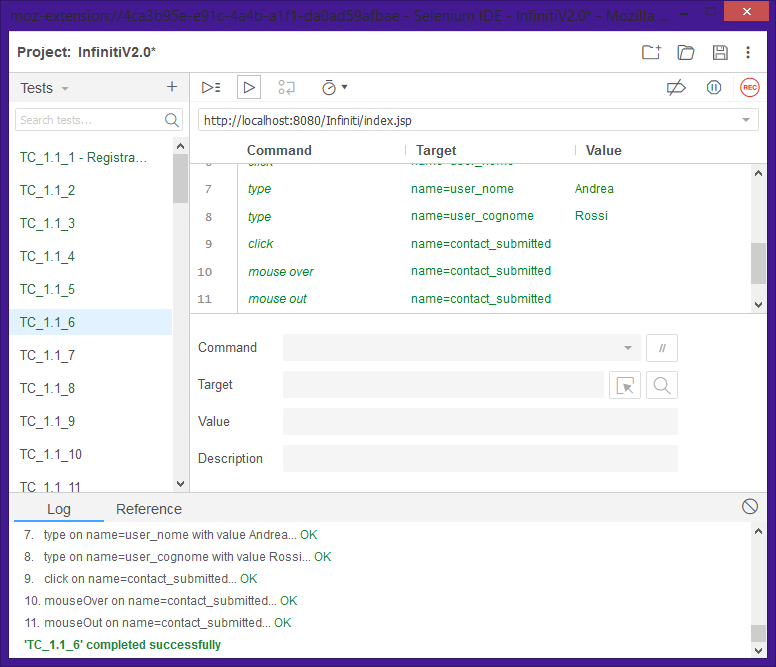 moz-extension://4ca3b95e-e91c-4a4b-a1f1-da0ad59afbae - Selenium IDE - InfinitiV2.0* - Mozilla ...
Project: InfinitiV2.0*
Tests
+
REC
Search tests...
http://localhost:8080/Infiniti/index.jsp
Command Target Value
TC_1.1_1 - Registra...
TC_1.1_2
TC_1.1_3
TC_1.1_4
TC_1.1_5
TC_1.1_6
TC_1.1_7
TC_1.1_8
TC_1.1_9
TC_1.1_10
TC_1.1_11
6 click name=user_nome
7 type name=user_nome Andrea
8 type name=user_cognome Rossi
9 click name=contact_submitted
10 mouse over name=contact_submitted
11 mouse out name=contact_submitted
Command //
Target
Value
Description
Log Reference
7. type on name=user_nome with value Andrea... OK
8. type on name=user_cognome with value Rossi... OK
9. click on name=contact_submitted... OK
10. mouseOver on name=contact_submitted... OK
11. mouseOut on name=contact_submitted... OK
'TC_1.1_6' completed successfully